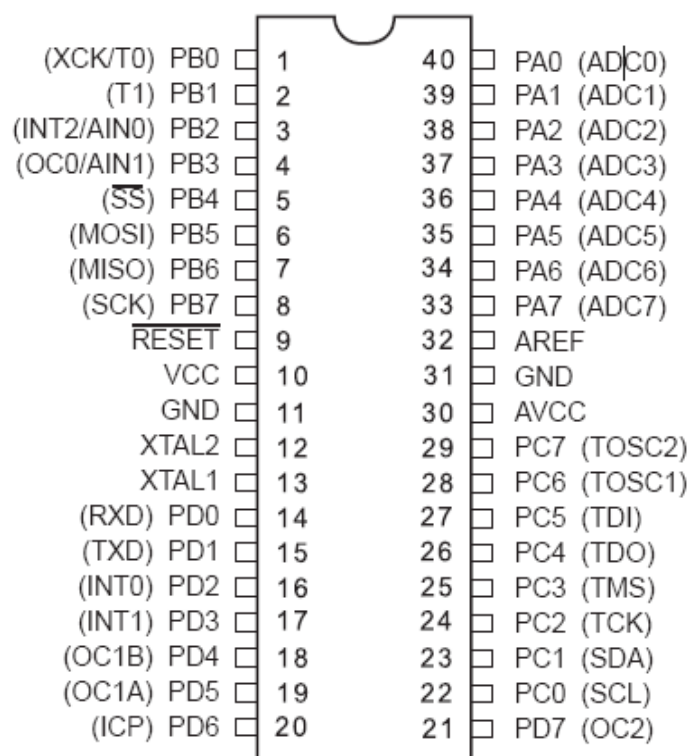 (XCK/T0) PB0 1 40 PA0 (ADC0)
(T1) PB1 2 39 PA1 (ADC1)
(INT2/AIN0) PB2 3 38 PA2 (ADC2)
(OC0/AIN1) PB3 4 37 PA3 (ADC3)
(SS) PB4 5 36 PA4 (ADC4)
(MOSI) PB5 6 35 PA5 (ADC5)
(MISO) PB6 7 34 PA6 (ADC6)
(SCK) PB7 8 33 PA7 (ADC7)
RESET 9 32 AREF
VCC 10 31 GND
GND 11 30 AVCC
XTAL2 12 29 PC7 (TOSC2)
XTAL1 13 28 PC6 (TOSC1)
(RXD) PD0 14 27 PC5 (TDI)
(TXD) PD1 15 26 PC4 (TDO)
(INT0) PD2 16 25 PC3 (TMS)
(INT1) PD3 17 24 PC2 (TCK)
(OC1B) PD4 18 23 PC1 (SDA)
(OC1A) PD5 19 22 PC0 (SCL)
(ICP) PD6 20 21 PD7 (OC2)